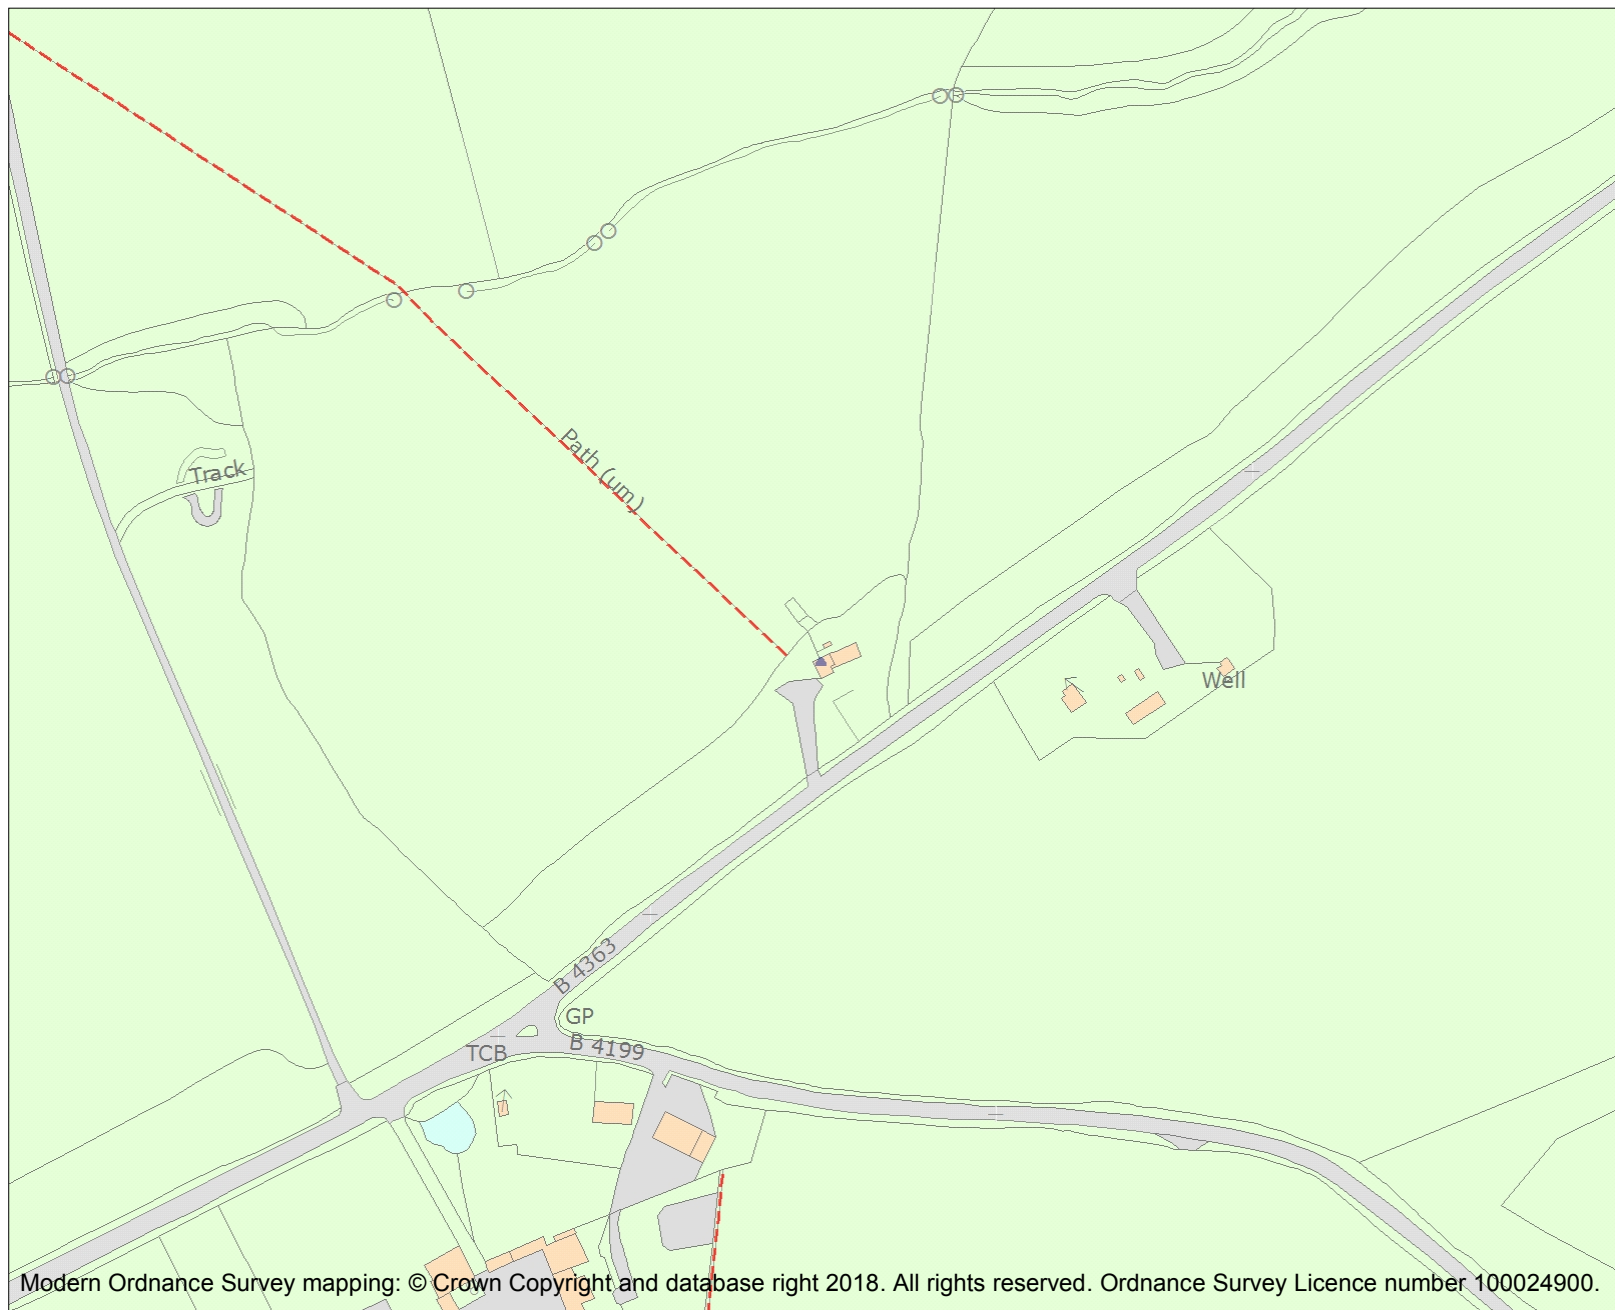 Track
Path (um)
Well
B 4363
GP
TCB
B 4199
Modern Ordnance Survey mapping: © Crown Copyright and database right 2018. All rights reserved. Ordnance Survey Licence number 100024900.